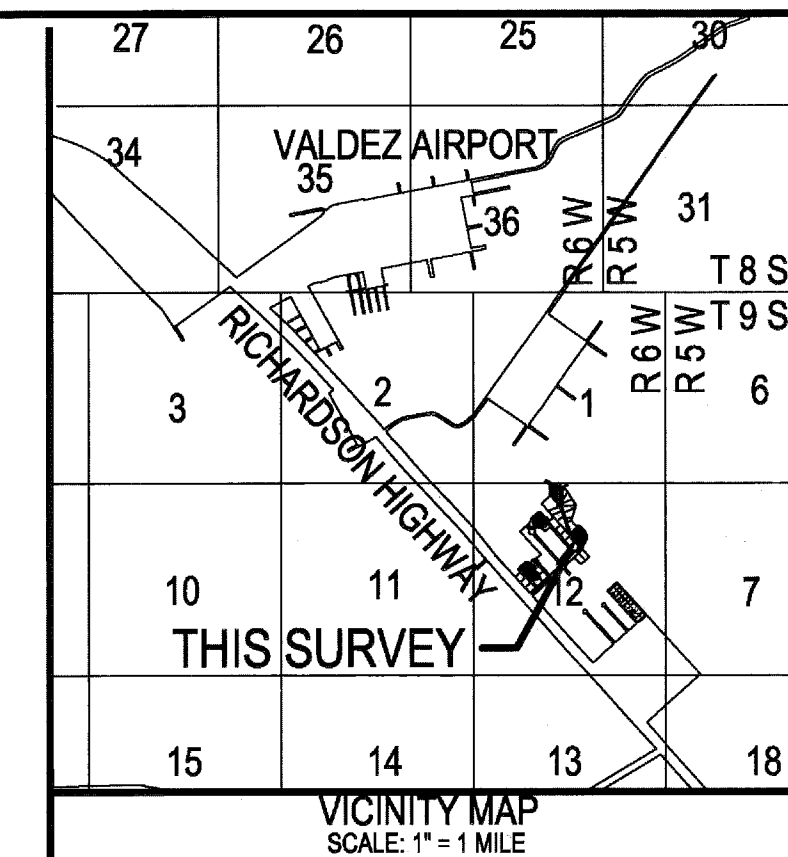 27 26 25 30
34 VALDEZ AIRPORT
35 36 31
R 6 W
R 5 W
T 8 S
T 9 S
R 6 W
R 5 W
RICHARDSON HIGHWAY
3 2 1 6
10 11 12 7
THIS SURVEY
15 14 13 18
VICINITY MAP
SCALE: 1" = 1 MILE